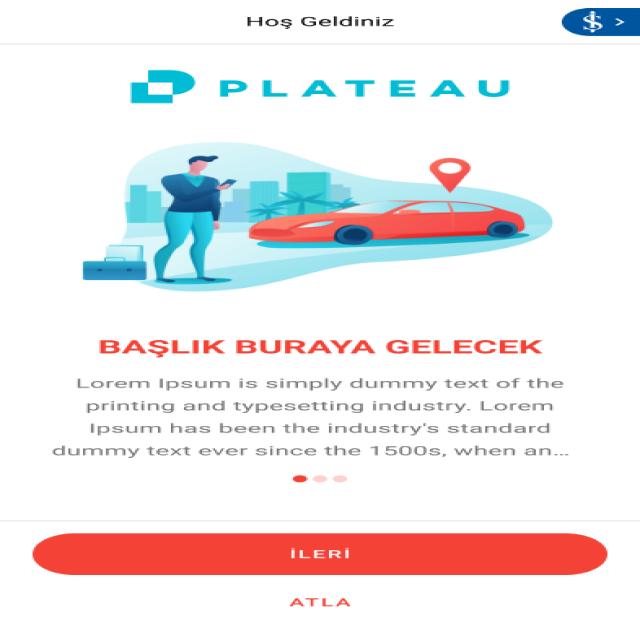 Hoş Geldiniz
PLATEAU
BAŞLIK BURAYA GELECEK
Lorem Ipsum is simply dummy text of the
printing and typesetting industry. Lorem
Ipsum has been the industry's standard
dummy text ever since the 1500s, when an...
İLERİ
ATLA